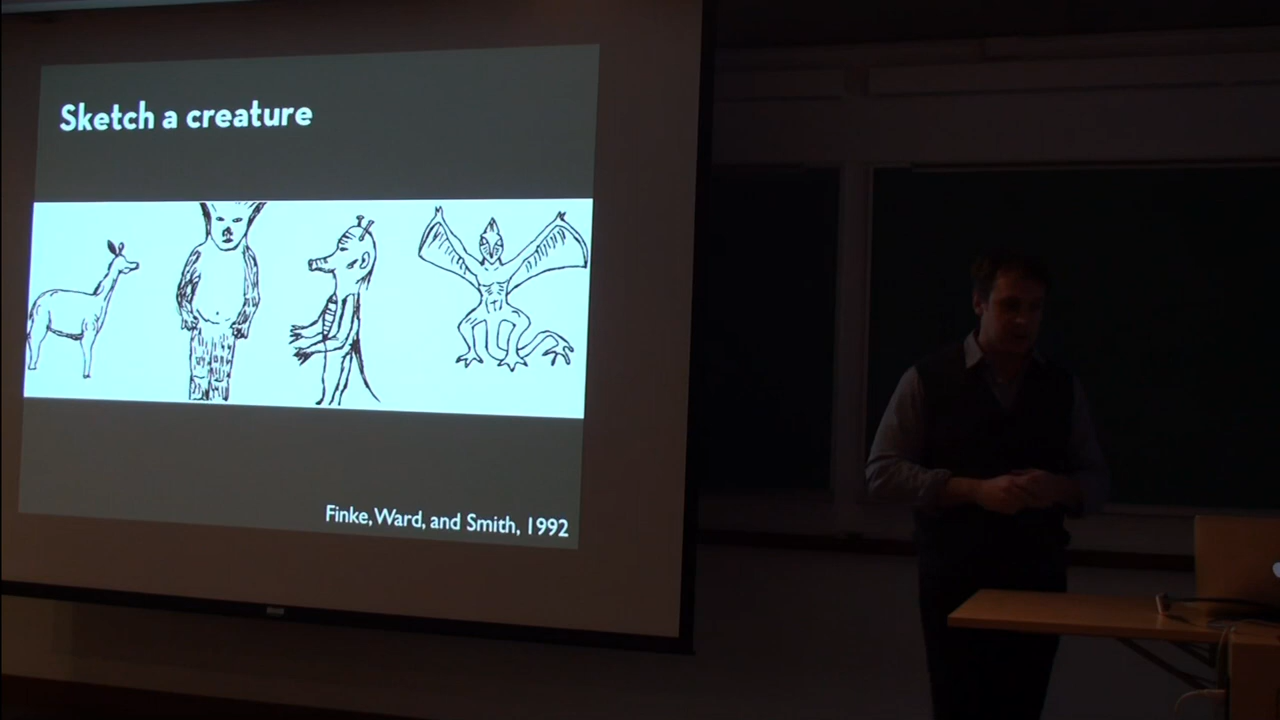 Sketch a creature
Finke, Ward, and Smith, 1992